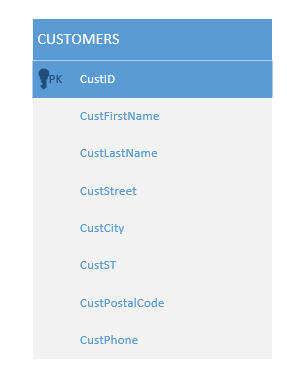 CUSTOMERS
PK CustID
CustFirstName
CustLastName
CustStreet
CustCity
CustST
CustPostalCode
CustPhone